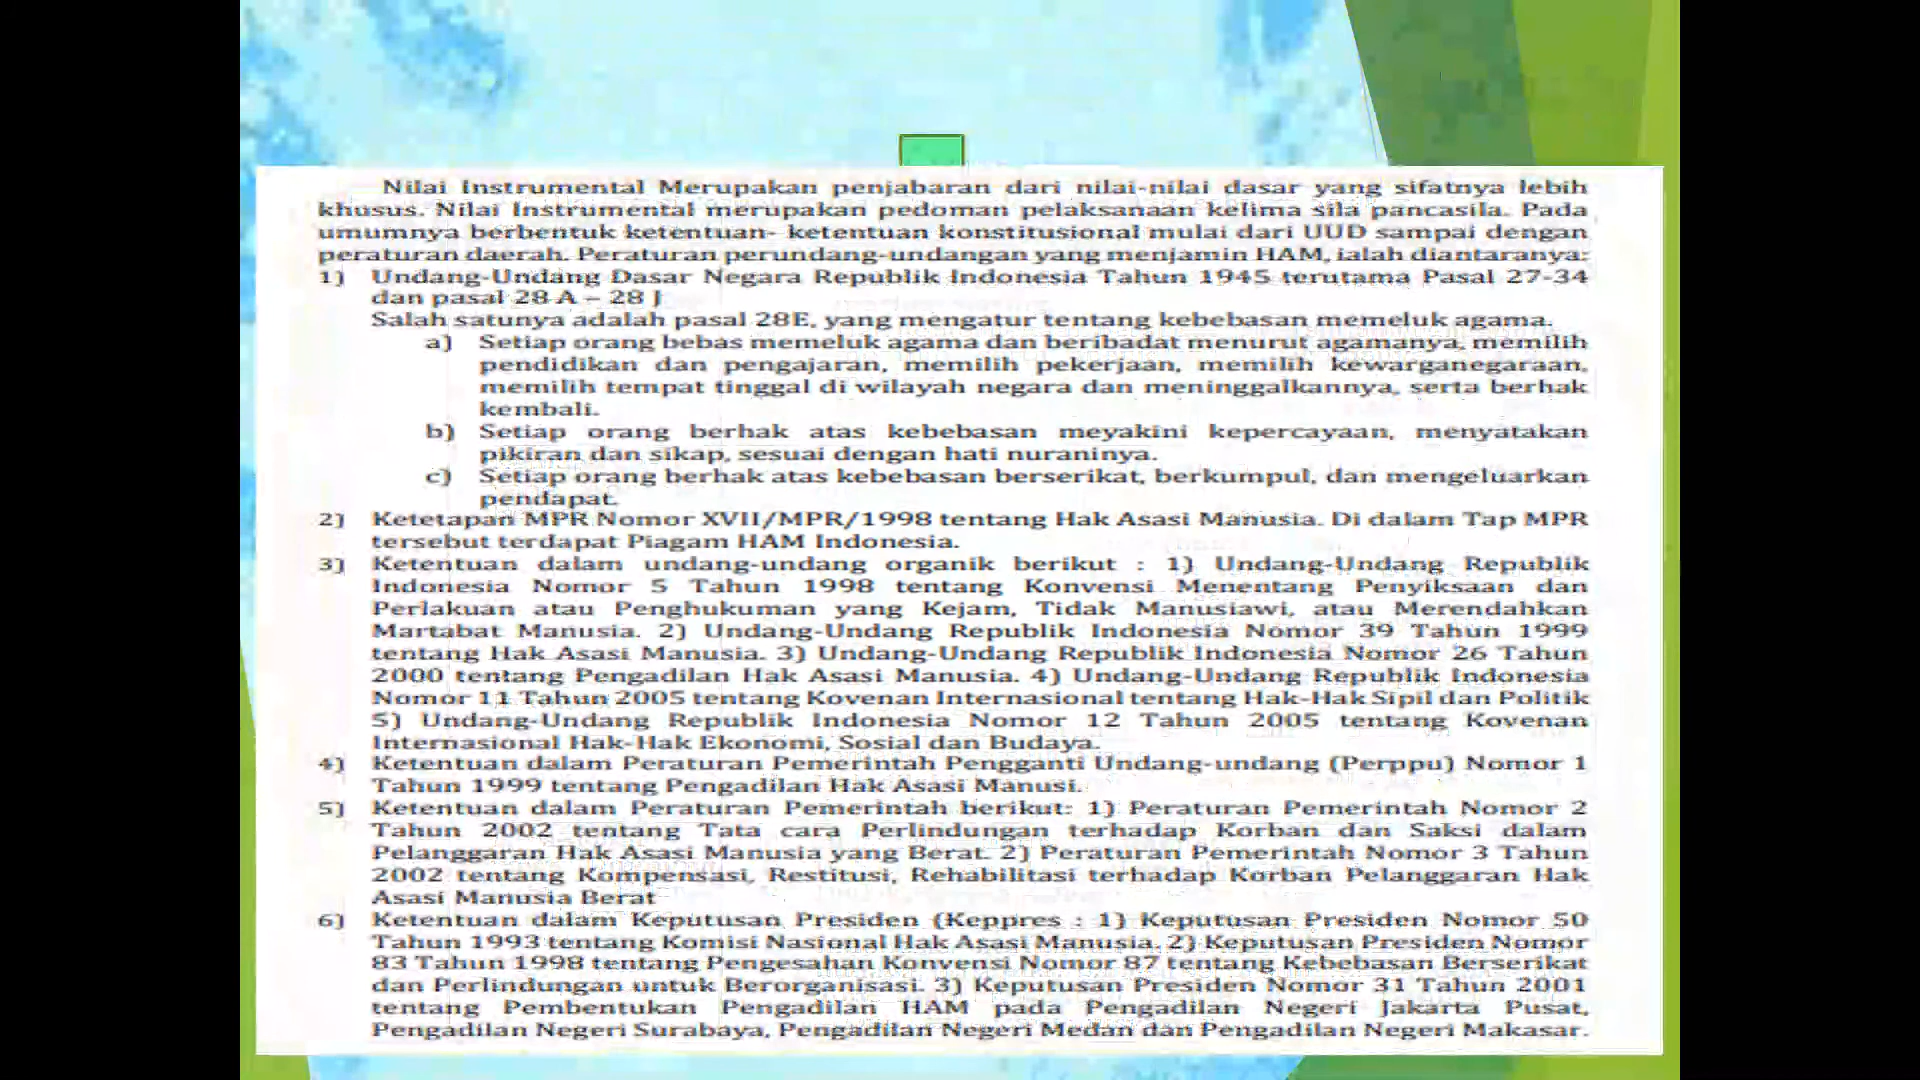 Nilai Instrumental Merupakan penjabaran dari nilai-nilai dasar yang sifatnya lebih
khusus. Nilai Instrumental merupakan pedoman pelaksanaan kelima sila pancasila. Pada
umumnya berbentuk ketentuan- ketentuan konstitusional mulai dari UUD sampai dengan
peraturan daerah. Peraturan perundang-undangan yang menjamin HAM, ialah diantaranya:
1) Undang-Undang Dasar Negara Republik Indonesia Tahun 1945 terutama Pasal 27-34
dan pasal 28 A – 28 J
Salah satunya adalah pasal 28E, yang mengatur tentang kebebasan memeluk agama.
a) Setiap orang bebas memeluk agama dan beribadat menurut agamanya, memilih
pendidikan dan pengajaran, memilih pekerjaan, memilih kewarganegaraan,
memilih tempat tinggal di wilayah negara dan meninggalkannya, serta berhak
kembali.
b) Setiap orang berhak atas kebebasan meyakini kepercayaan, menyatakan
pikiran dan sikap, sesuai dengan hati nuraninya.
c) Setiap orang berhak atas kebebasan berserikat, berkumpul, dan mengeluarkan
pendapat.
2) Ketetapan MPR Nomor XVII/MPR/1998 tentang Hak Asasi Manusia. Di dalam Tap MPR
tersebut terdapat Piagam HAM Indonesia.
3) Ketentuan dalam undang-undang organik berikut : 1) Undang-Undang Republik
Indonesia Nomor 5 Tahun 1998 tentang Konvensi Menentang Penyiksaan dan
Perlakuan atau Penghukuman yang Kejam, Tidak Manusiawi, atau Merendahkan
Martabat Manusia. 2) Undang-Undang Republik Indonesia Nomor 39 Tahun 1999
tentang Hak Asasi Manusia. 3) Undang-Undang Republik Indonesia Nomor 26 Tahun
2000 tentang Pengadilan Hak Asasi Manusia. 4) Undang-Undang Republik Indonesia
Nomor 11 Tahun 2005 tentang Kovenan Internasional tentang Hak-Hak Sipil dan Politik
5) Undang-Undang Republik Indonesia Nomor 12 Tahun 2005 tentang Kovenan
Internasional Hak-Hak Ekonomi, Sosial dan Budaya.
4) Ketentuan dalam Peraturan Pemerintah Pengganti Undang-undang (Perppu) Nomor 1
Tahun 1999 tentang Pengadilan Hak Asasi Manusi.
5) Ketentuan dalam Peraturan Pemerintah berikut: 1) Peraturan Pemerintah Nomor 2
Tahun 2002 tentang Tata cara Perlindungan terhadap Korban dan Saksi dalam
Pelanggaran Hak Asasi Manusia yang Berat. 2) Peraturan Pemerintah Nomor 3 Tahun
2002 tentang Kompensasi, Restitusi, Rehabilitasi terhadap Korban Pelanggaran Hak
Asasi Manusia Berat
6) Ketentuan dalam Keputusan Presiden (Keppres : 1) Keputusan Presiden Nomor 50
Tahun 1993 tentang Komisi Nasional Hak Asasi Manusia. 2) Keputusan Presiden Nomor
83 Tahun 1998 tentang Pengesahan Konvensi Nomor 87 tentang Kebebasan Berserikat
dan Perlindungan untuk Berorganisasi. 3) Keputusan Presiden Nomor 31 Tahun 2001
tentang Pembentukan Pengadilan HAM pada Pengadilan Negeri Jakarta Pusat,
Pengadilan Negeri Surabaya, Pengadilan Negeri Medan dan Pengadilan Negeri Makasar.